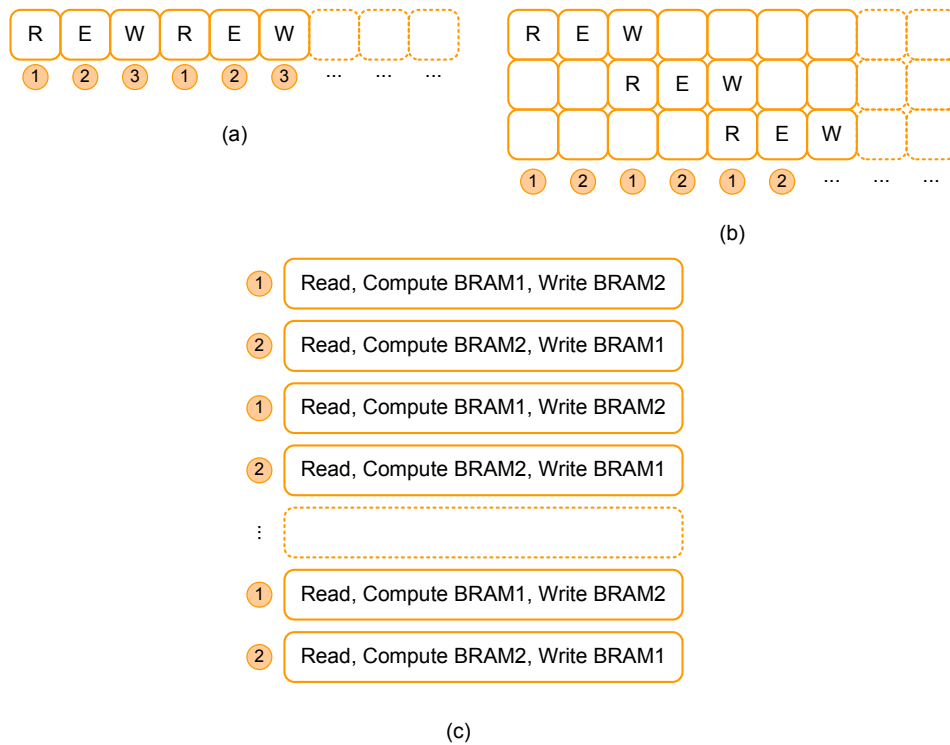 R E W R E W
1 2 3 1 2 3 ... ... ...
(a)
R E W
R E W
R E W
1 2 1 2 1 2 ... ... ...
(b)
1 Read, Compute BRAM1, Write BRAM2
2 Read, Compute BRAM2, Write BRAM1
1 Read, Compute BRAM1, Write BRAM2
2 Read, Compute BRAM2, Write BRAM1
⋮
1 Read, Compute BRAM1, Write BRAM2
2 Read, Compute BRAM2, Write BRAM1
(c)